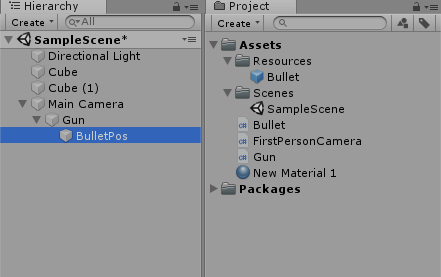 Hierarchy
Create
All
SampleScene*
Directional Light
Cube
Cube (1)
Main Camera
Gun
BulletPos
Project
Create
Assets
Resources
Bullet
Scenes
SampleScene
C# Bullet
C# FirstPersonCamera
C# Gun
New Material 1
Packages